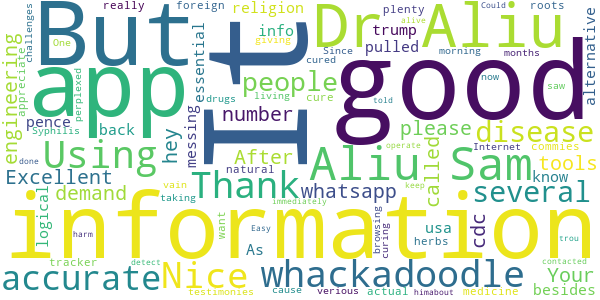 But It good Dr Aliu
app
roots
foreign
religion
info
trump
pence
pulled
really
plenty
Since
months
challenges
One
hey
essential
messing
cured
giving
Could
alive
morning
saw
alternative
engineering
appreciate
perplexed
drugs
living
cure
people
number
told
now
Syphilis
back
After
please
disease
Internet
commies
done
Using
natural
Aliu Sam
called
tools
operate
Excellent
Thank
whatsapp
know
several
logical
demand
vain
taking
keep
information
immediately
As
want
Easy
browsing
curing
usa
herbs
cdc
Your
besides
trou
harm
tracker
detect
contacted
accurate
Nice
whackadoodle
testimonies
cause
verious
actual
himabout
medicine